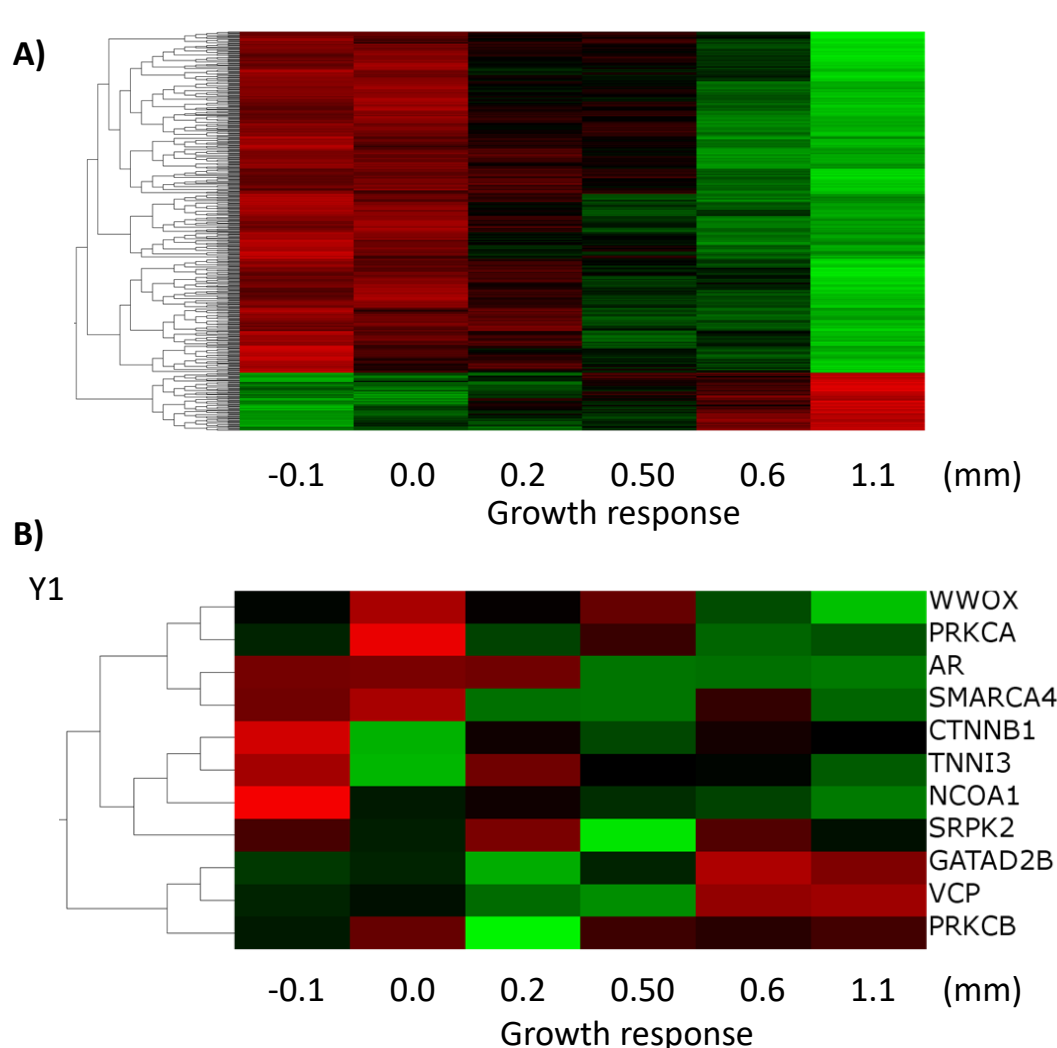 A)
-0.1 0.0 0.2 0.50 0.6 1.1 (mm)
Growth response
B)
Y1
WWOX
PRKCA
AR
SMARCA4
CTNNB1
TNNI3
NCOA1
SRPK2
GATAD2B
VCP
PRKCB
-0.1 0.0 0.2 0.50 0.6 1.1 (mm)
Growth response